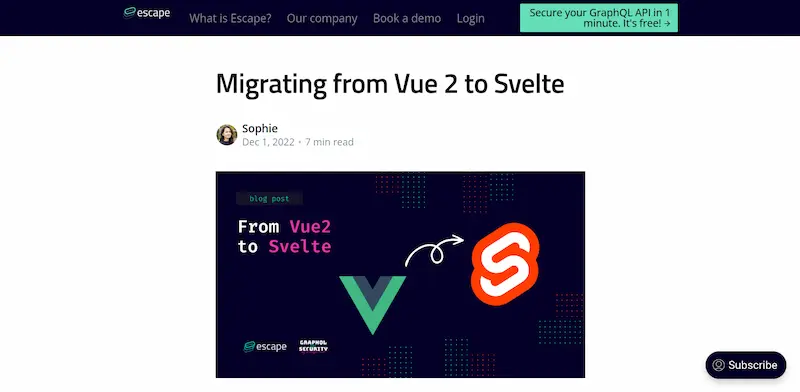 escape
What is Escape?
Our company
Book a demo
Login
Secure your GraphQL API in 1
minute. It's free! →
Migrating from Vue 2 to Svelte
Sophie
Dec 1, 2022 • 7 min read
blog post
From Vue2
to Svelte
escape
GRAPHQL
SECURITY
Subscribe